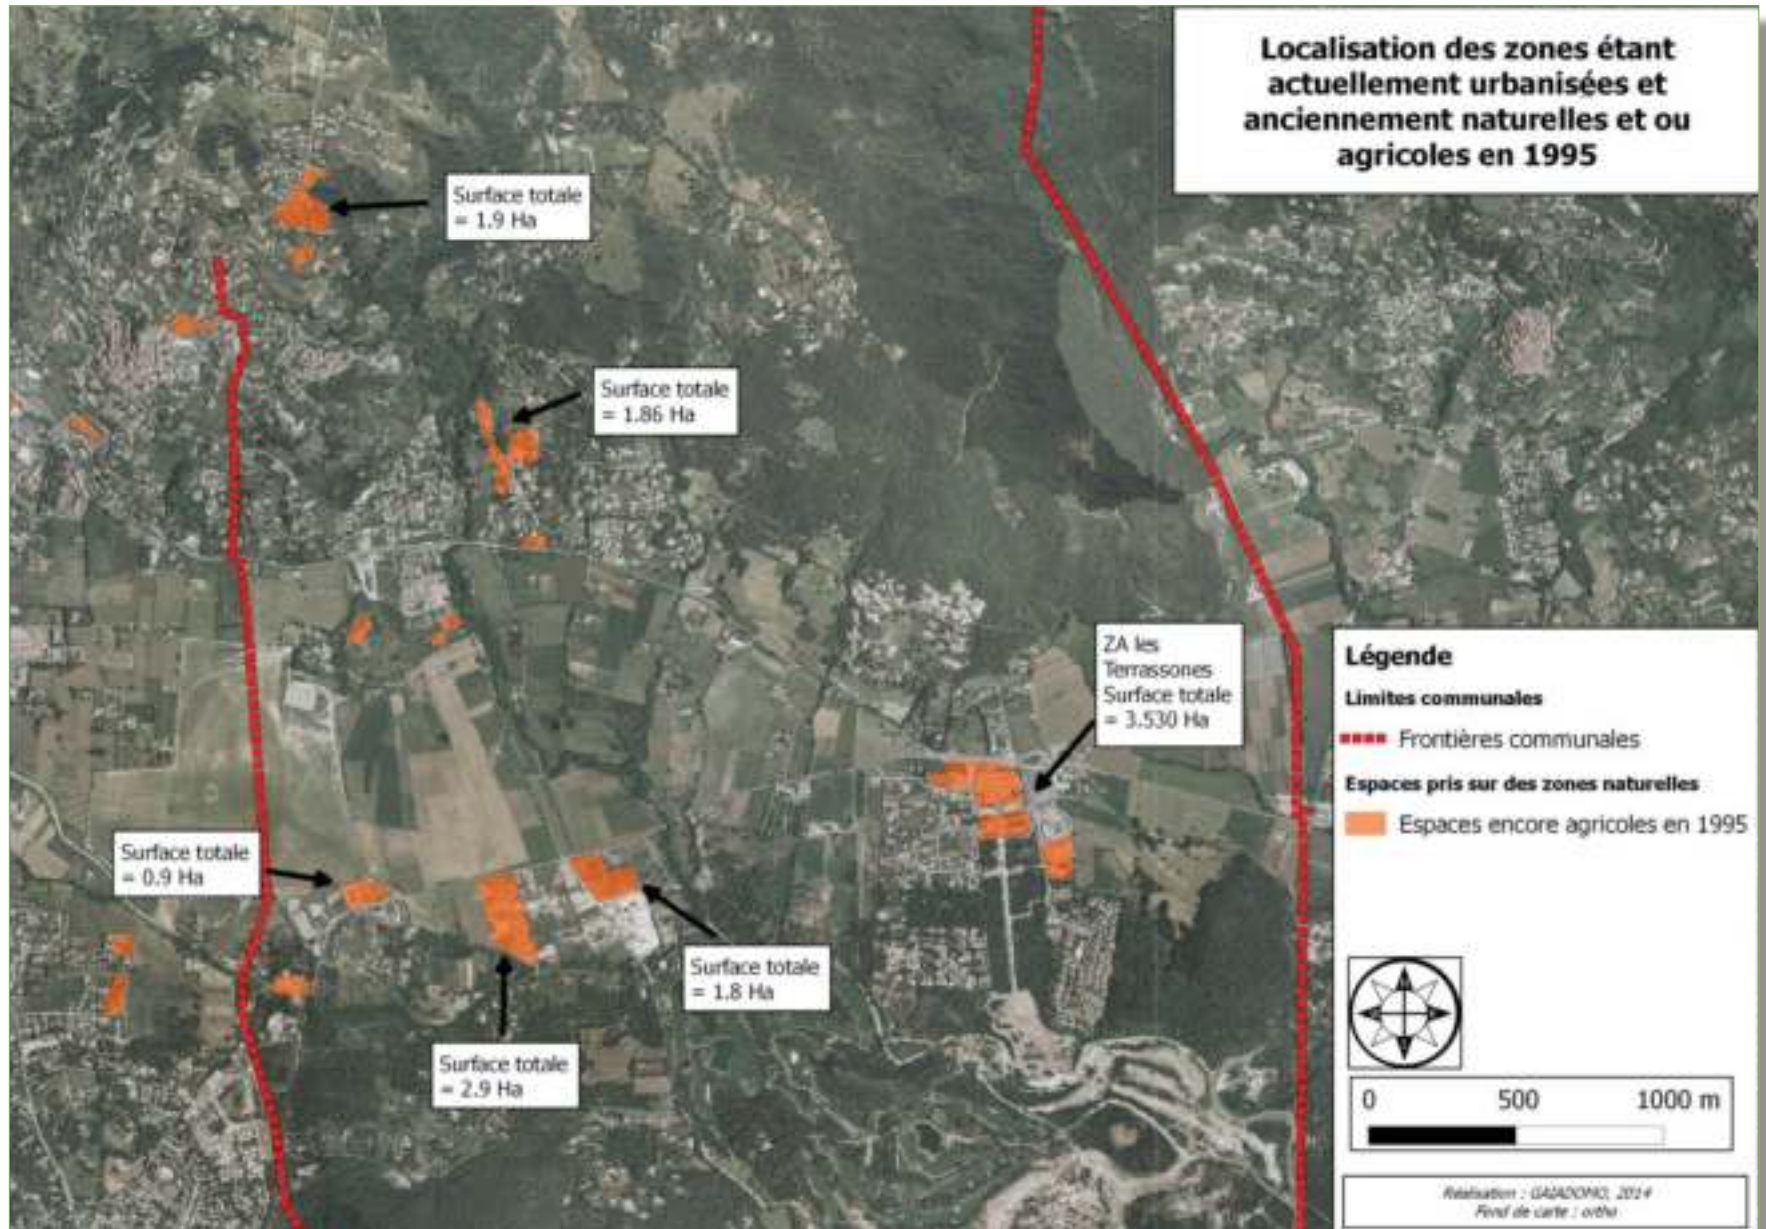 Localisation des zones étant
actuellement urbanisées et
anciennement naturelles et ou
agricoles en 1995
Surface totale
= 1.9 Ha
Surface totale
= 1.86 Ha
ZA les
Terrassones
Surface totale
= 3.530 Ha
Surface totale
= 0.9 Ha
Surface totale
= 1.8 Ha
Surface totale
= 2.9 Ha
Légende
Limites communales
Frontières communales
Espaces pris sur des zones naturelles
Espaces encore agricoles en 1995
0 500 1000 m
Réalisation : GAIADOMO, 2014
Fond de carte : ortho